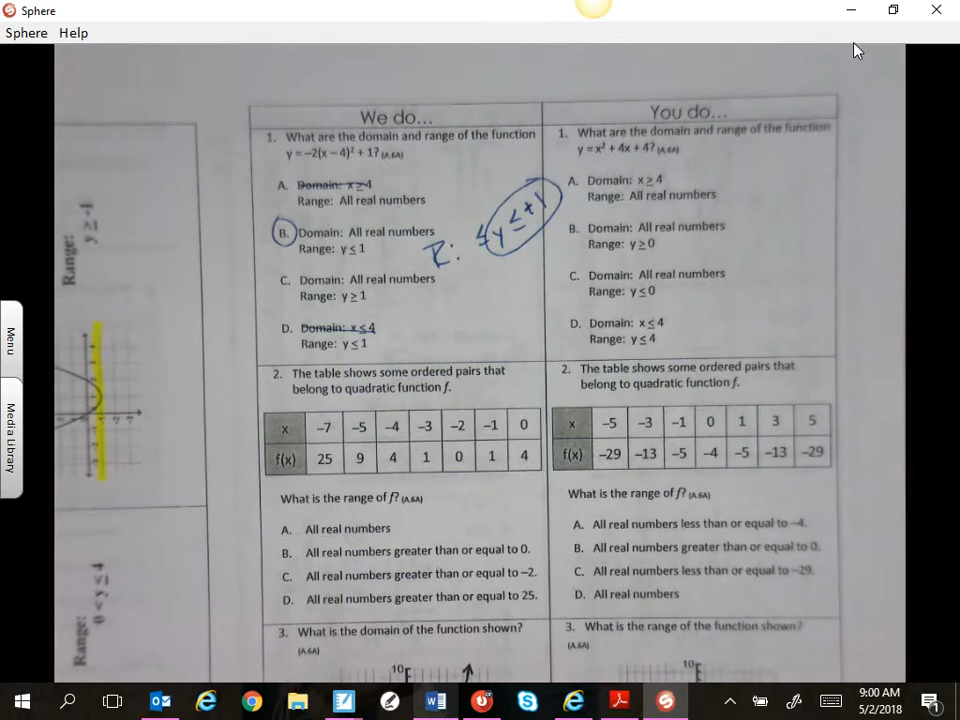 Sphere
Sphere Help
Menu
Media Library
Range:
y ≥ -1
Range:
0 < y ≤ 4
We do...
1. What are the domain and range of the function
y = −2(x − 4)² + 1? (A.6A)
A. Domain: x ≥ 4
Range: All real numbers
B. Domain: All real numbers
Range: y ≤ 1
R: {y ≤ +1
C. Domain: All real numbers
Range: y ≥ 1
D. Domain: x ≤ 4
Range: y ≤ 1
2. The table shows some ordered pairs that
belong to quadratic function f.
x −7 −5 −4 −3 −2 −1 0
f(x) 25 9 4 1 0 1 4
What is the range of f? (A.6A)
A. All real numbers
B. All real numbers greater than or equal to 0.
C. All real numbers greater than or equal to −2.
D. All real numbers greater than or equal to 25.
3. What is the domain of the function shown?
(A.6A)
10
You do...
1. What are the domain and range of the function
y = x² + 4x + 4? (A.6A)
A. Domain: x ≥ 4
Range: All real numbers
B. Domain: All real numbers
Range: y ≥ 0
C. Domain: All real numbers
Range: y ≤ 0
D. Domain: x ≤ 4
Range: y ≤ 4
2. The table shows some ordered pairs that
belong to quadratic function f.
x −5 −3 −1 0 1 3 5
f(x) −29 −13 −5 −4 −5 −13 −29
What is the range of f? (A.6A)
A. All real numbers less than or equal to −4.
B. All real numbers greater than or equal to 0.
C. All real numbers less than or equal to −29.
D. All real numbers
3. What is the range of the function shown?
(A.6A)
10
9:00 AM
5/2/2018
1